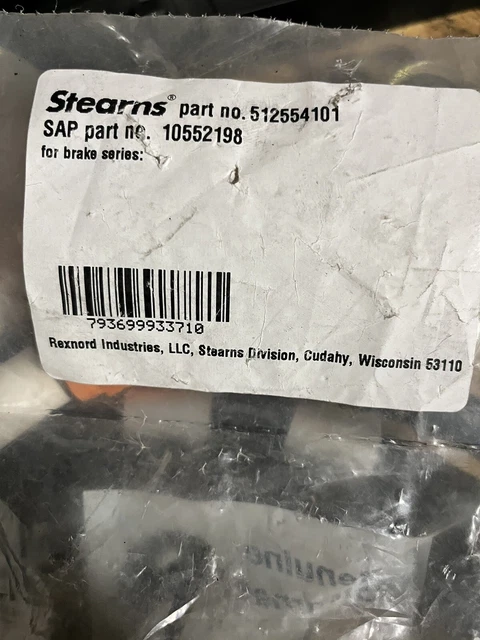 Stearns® part no. 512554101
SAP part no. 10552198
for brake series:
793699933710
Rexnord Industries, LLC, Stearns Division, Cudahy, Wisconsin 53110